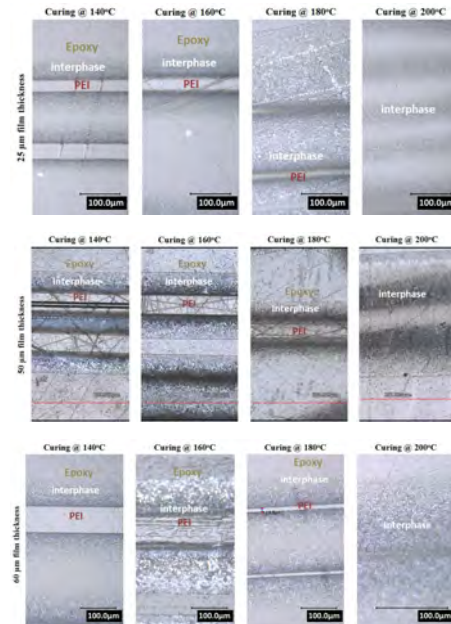 Curing @ 140°C
Curing @ 160°C
Curing @ 180°C
Curing @ 200°C
25 μm film thickness
Epoxy
interphase
PEI
100.0μm
Epoxy
interphase
PEI
100.0μm
interphase
PEI
100.0μm
interphase
100.0μm
Curing @ 140°C
Curing @ 160°C
Curing @ 180°C
Curing @ 200°C
50 μm film thickness
Epoxy
interphase
PEI
Epoxy
interphase
PEI
Epoxy
interphase
PEI
interphase
Curing @ 140°C
Curing @ 160°C
Curing @ 180°C
Curing @ 200°C
60 μm film thickness
Epoxy
interphase
PEI
100.0μm
Epoxy
interphase
PEI
100.0μm
Epoxy
interphase
PEI
100.0μm
interphase
100.0μm